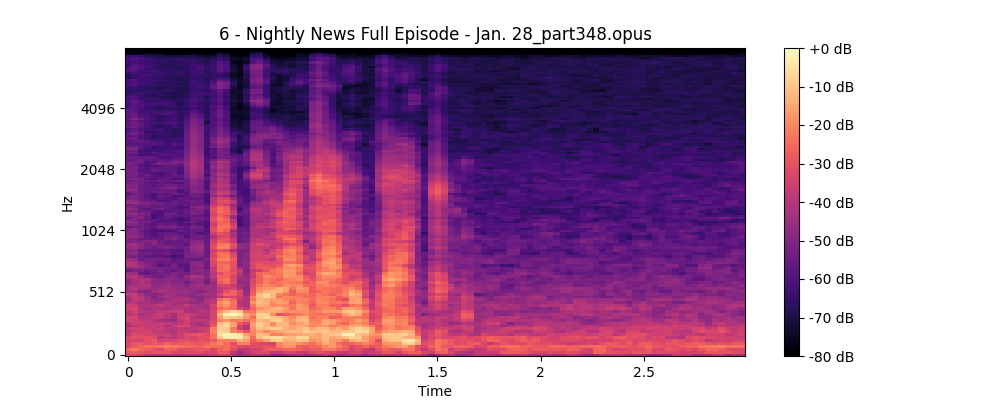 6 - Nightly News Full Episode - Jan. 28_part348.opus
Hz
4096
2048
1024
512
0
0 0.5 1 1.5 2 2.5
Time
+0 dB
-10 dB
-20 dB
-30 dB
-40 dB
-50 dB
-60 dB
-70 dB
-80 dB